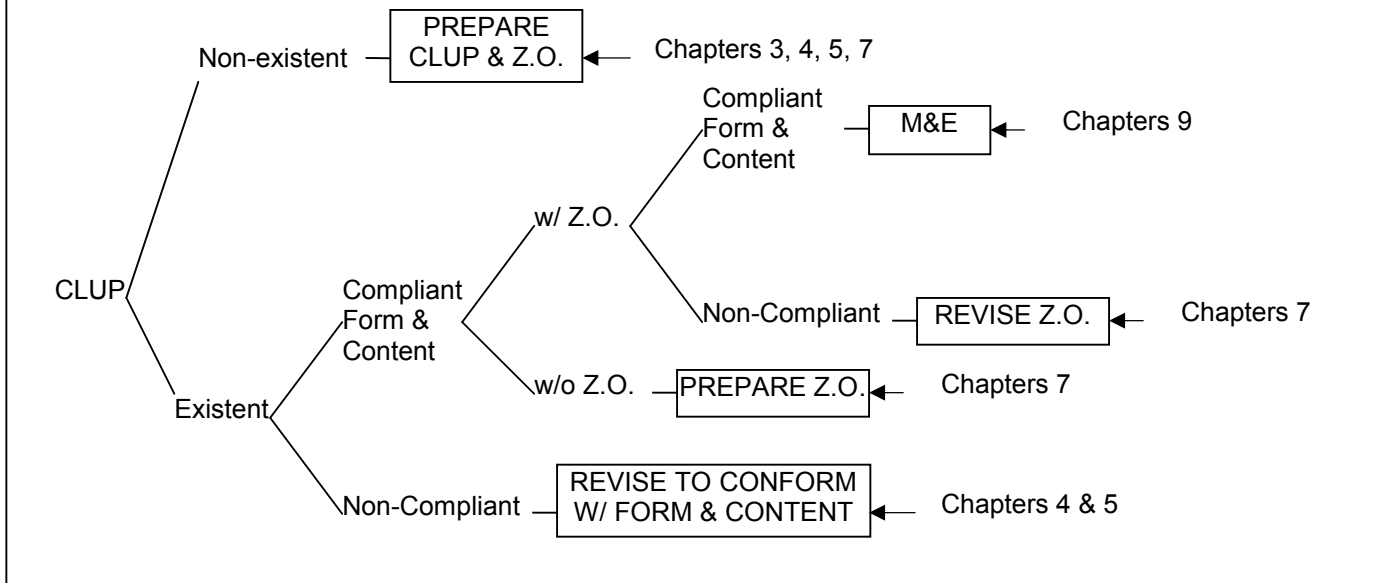 PREPARE
CLUP & Z.O.
Non-existent
Chapters 3, 4, 5, 7
Compliant
Form &
Content
M&E
Chapters 9
w/ Z.O.
CLUP
Compliant
Form &
Content
Non-Compliant
REVISE Z.O.
Chapters 7
w/o Z.O.
PREPARE Z.O.
Chapters 7
Existent
Non-Compliant
REVISE TO CONFORM
W/ FORM & CONTENT
Chapters 4 & 5